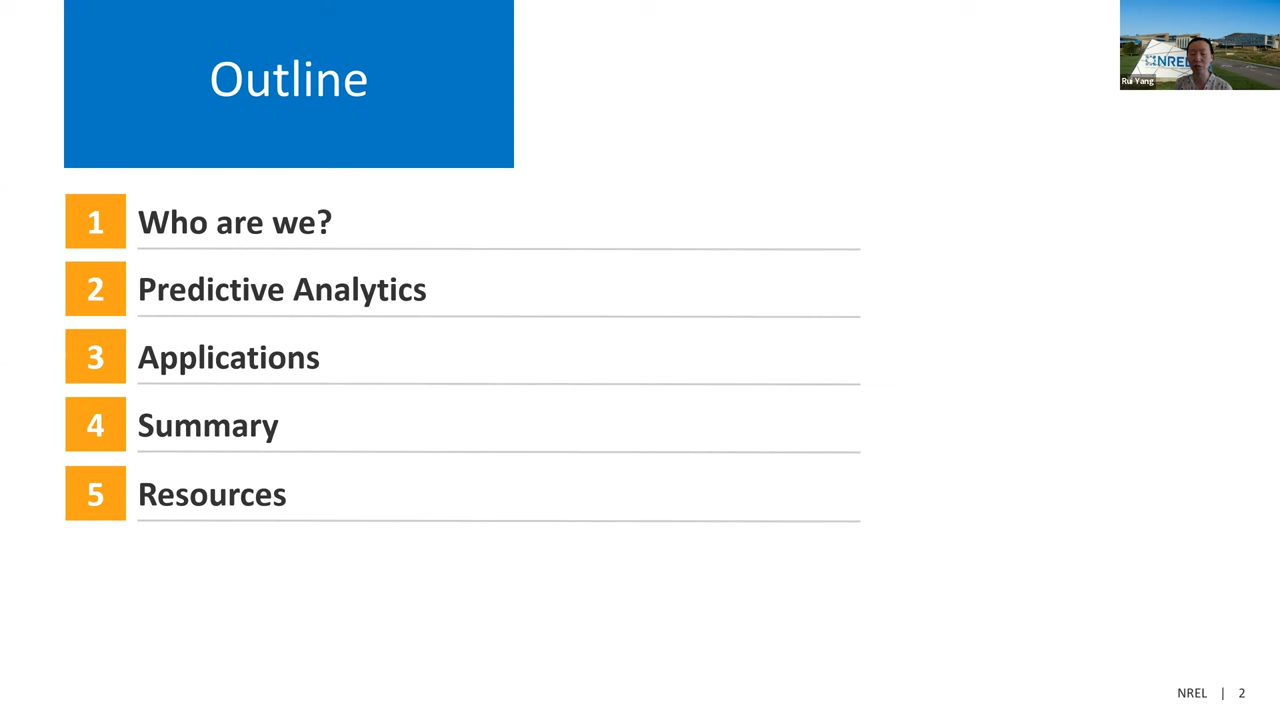 Outline
NREL
Rui Yang
1 Who are we?
2 Predictive Analytics
3 Applications
4 Summary
5 Resources
NREL | 2